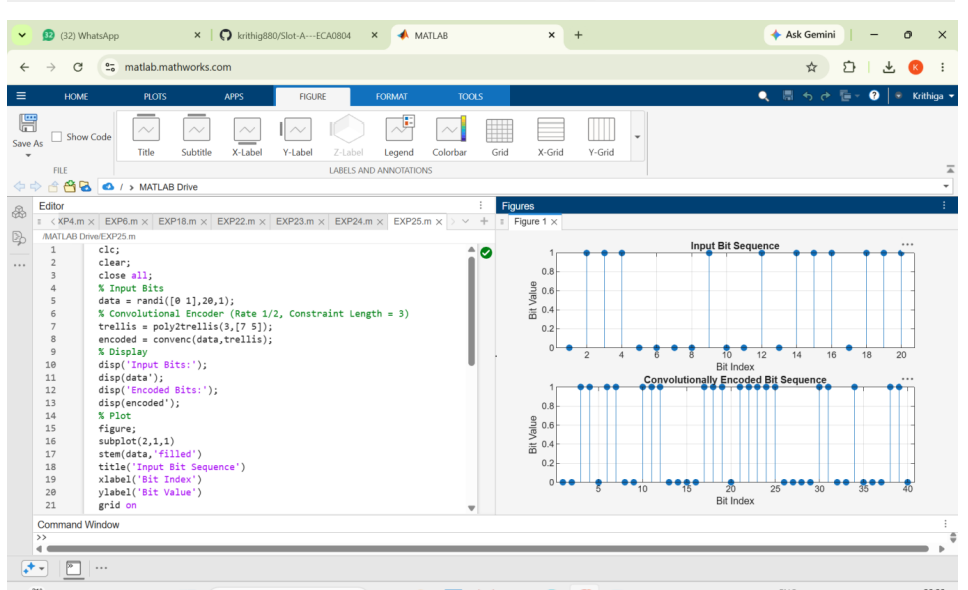 (32) WhatsApp
krithig880/Slot-A---ECA0804
MATLAB
Ask Gemini
matlab.mathworks.com
K
HOME PLOTS APPS FIGURE FORMAT TOOLS
Krithiga
Save As
Show Code
Title Subtitle X-Label Y-Label Z-Label Legend Colorbar Grid X-Grid Y-Grid
FILE LABELS AND ANNOTATIONS
/ > MATLAB Drive
Editor
XP4.m EXP6.m EXP18.m EXP22.m EXP23.m EXP24.m EXP25.m
/MATLAB Drive/EXP25.m
1 clc;
2 clear;
3 close all;
4 % Input Bits
5 data = randi([0 1],20,1);
6 % Convolutional Encoder (Rate 1/2, Constraint Length = 3)
7 trellis = poly2trellis(3,[7 5]);
8 encoded = convenc(data,trellis);
9 % Display
10 disp('Input Bits:');
11 disp(data');
12 disp('Encoded Bits:');
13 disp(encoded');
14 % Plot
15 figure;
16 subplot(2,1,1)
17 stem(data,'filled')
18 title('Input Bit Sequence')
19 xlabel('Bit Index')
20 ylabel('Bit Value')
21 grid on
Figures
Figure 1
Input Bit Sequence
Bit Value
1
0.8
0.6
0.4
0.2
0
2 4 6 8 10 12 14 16 18 20
Bit Index
Convolutionally Encoded Bit Sequence
Bit Value
1
0.8
0.6
0.4
0.2
0
5 10 15 20 25 30 35 40
Bit Index
Command Window
>>